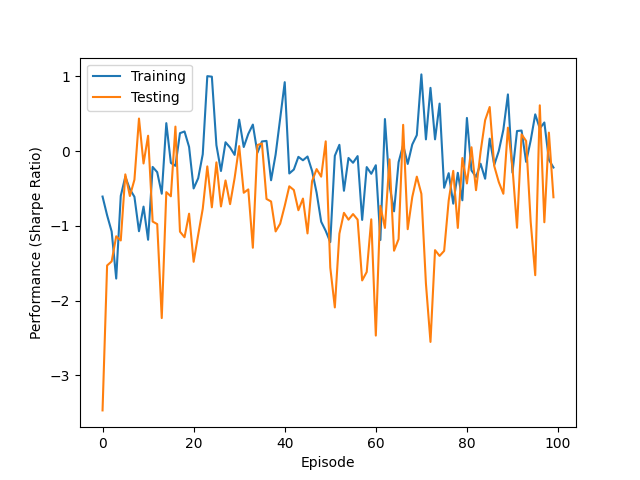 Training
Testing
Performance (Sharpe Ratio)
1
0
−1
−2
−3
0 20 40 60 80 100
Episode